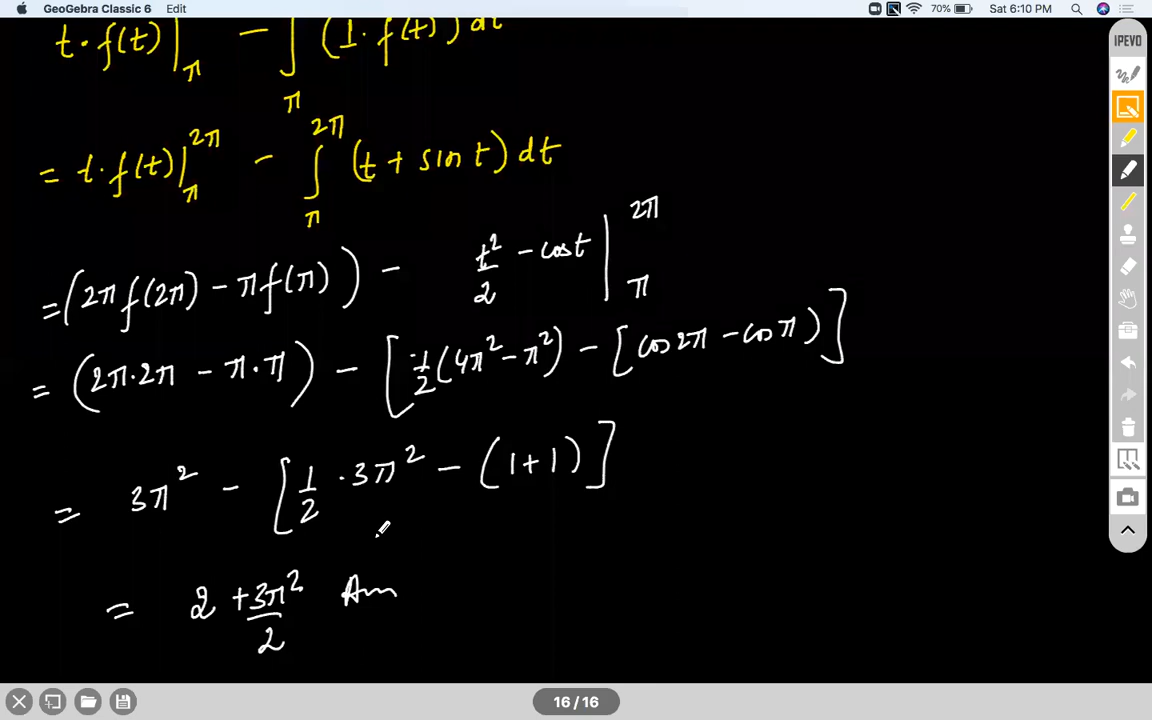 GeoGebra Classic 6 Edit 70% Sat 6:10 PM
IPEVO
t·f(t)|π − ∫π (1·f(t))dt
= t·f(t)|π^2π − ∫π^2π (t + sin t) dt
= (2π f(2π) − π f(π)) − t²/2 − cos t |π^2π
= (2π·2π − π·π) − [1/2 (4π² − π²) − [cos 2π − cos π)]
= 3π² − [1/2 · 3π² − (1+1)]
= 2 + 3π²/2 Ans
16 / 16